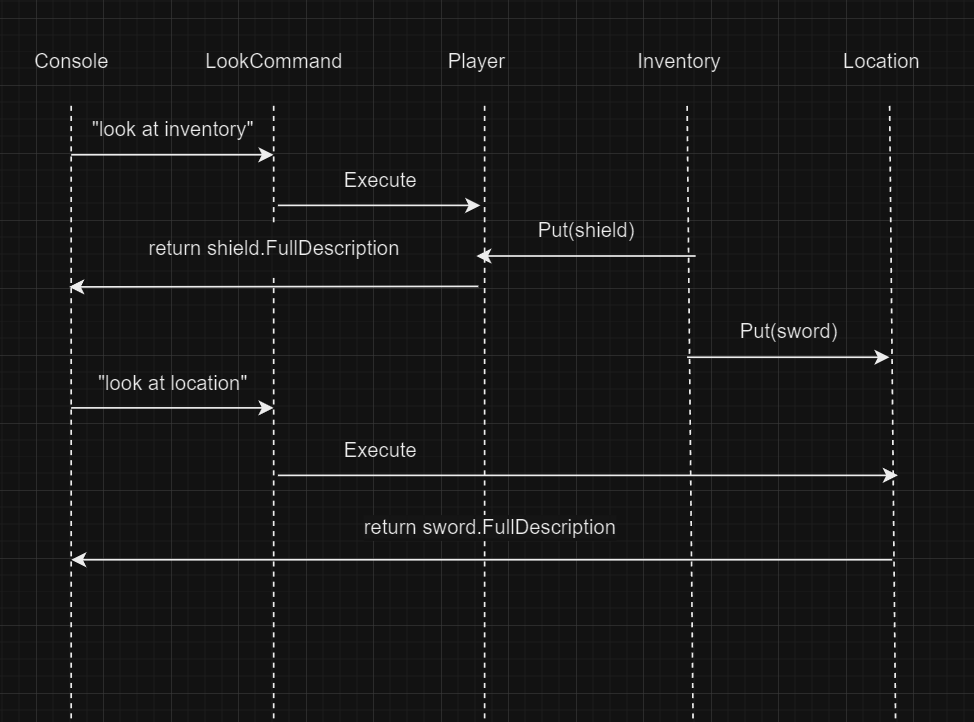 Console
LookCommand
Player
Inventory
Location
"look at inventory"
Execute
Put(shield)
return shield.FullDescription
Put(sword)
"look at location"
Execute
return sword.FullDescription